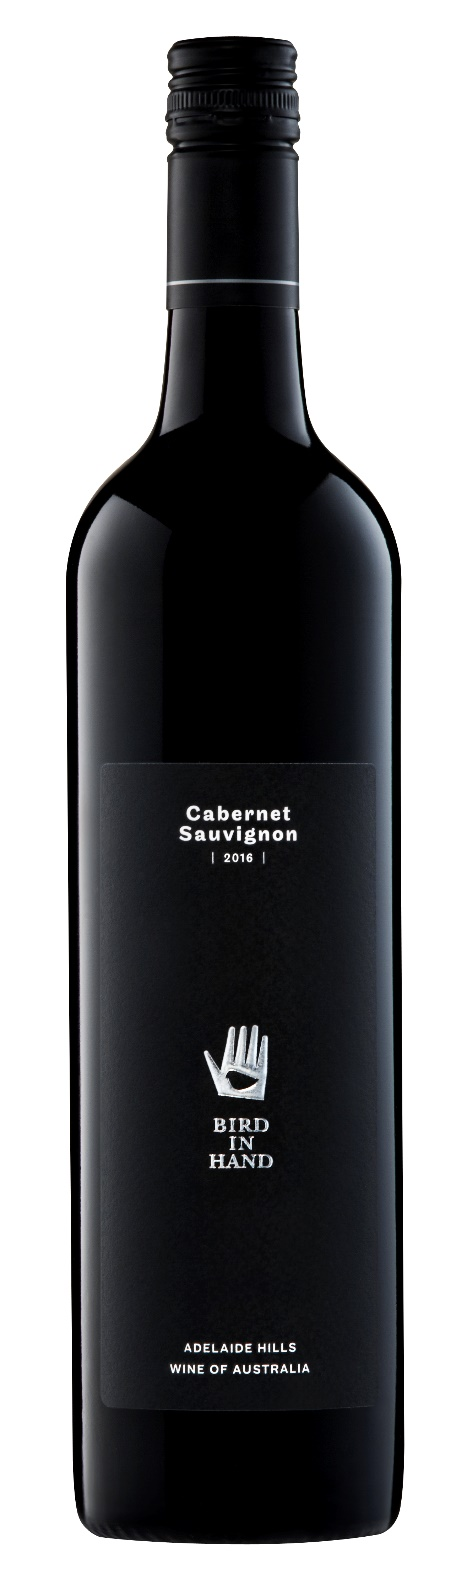 Cabernet
Sauvignon
| 2016 |
BIRD
IN
HAND
ADELAIDE HILLS
WINE OF AUSTRALIA